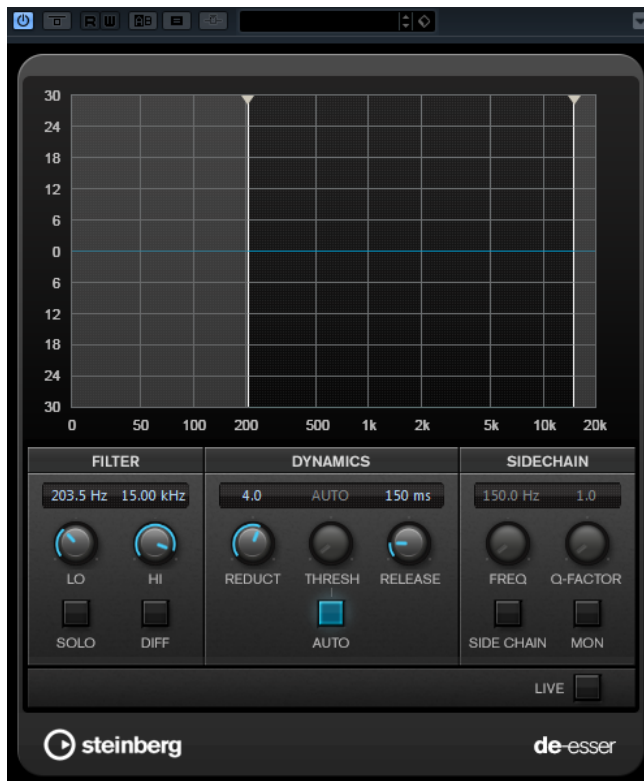 R W AB
30
24
18
12
6
0
6
12
18
24
30
0 50 100 200 500 1k 2k 5k 10k 20k
FILTER DYNAMICS SIDECHAIN
203.5 Hz 15.00 kHz 4.0 AUTO 150 ms 150.0 Hz 1.0
LO HI REDUCT THRESH RELEASE FREQ Q-FACTOR
SOLO DIFF AUTO SIDE CHAIN MON
LIVE
steinberg de-esser